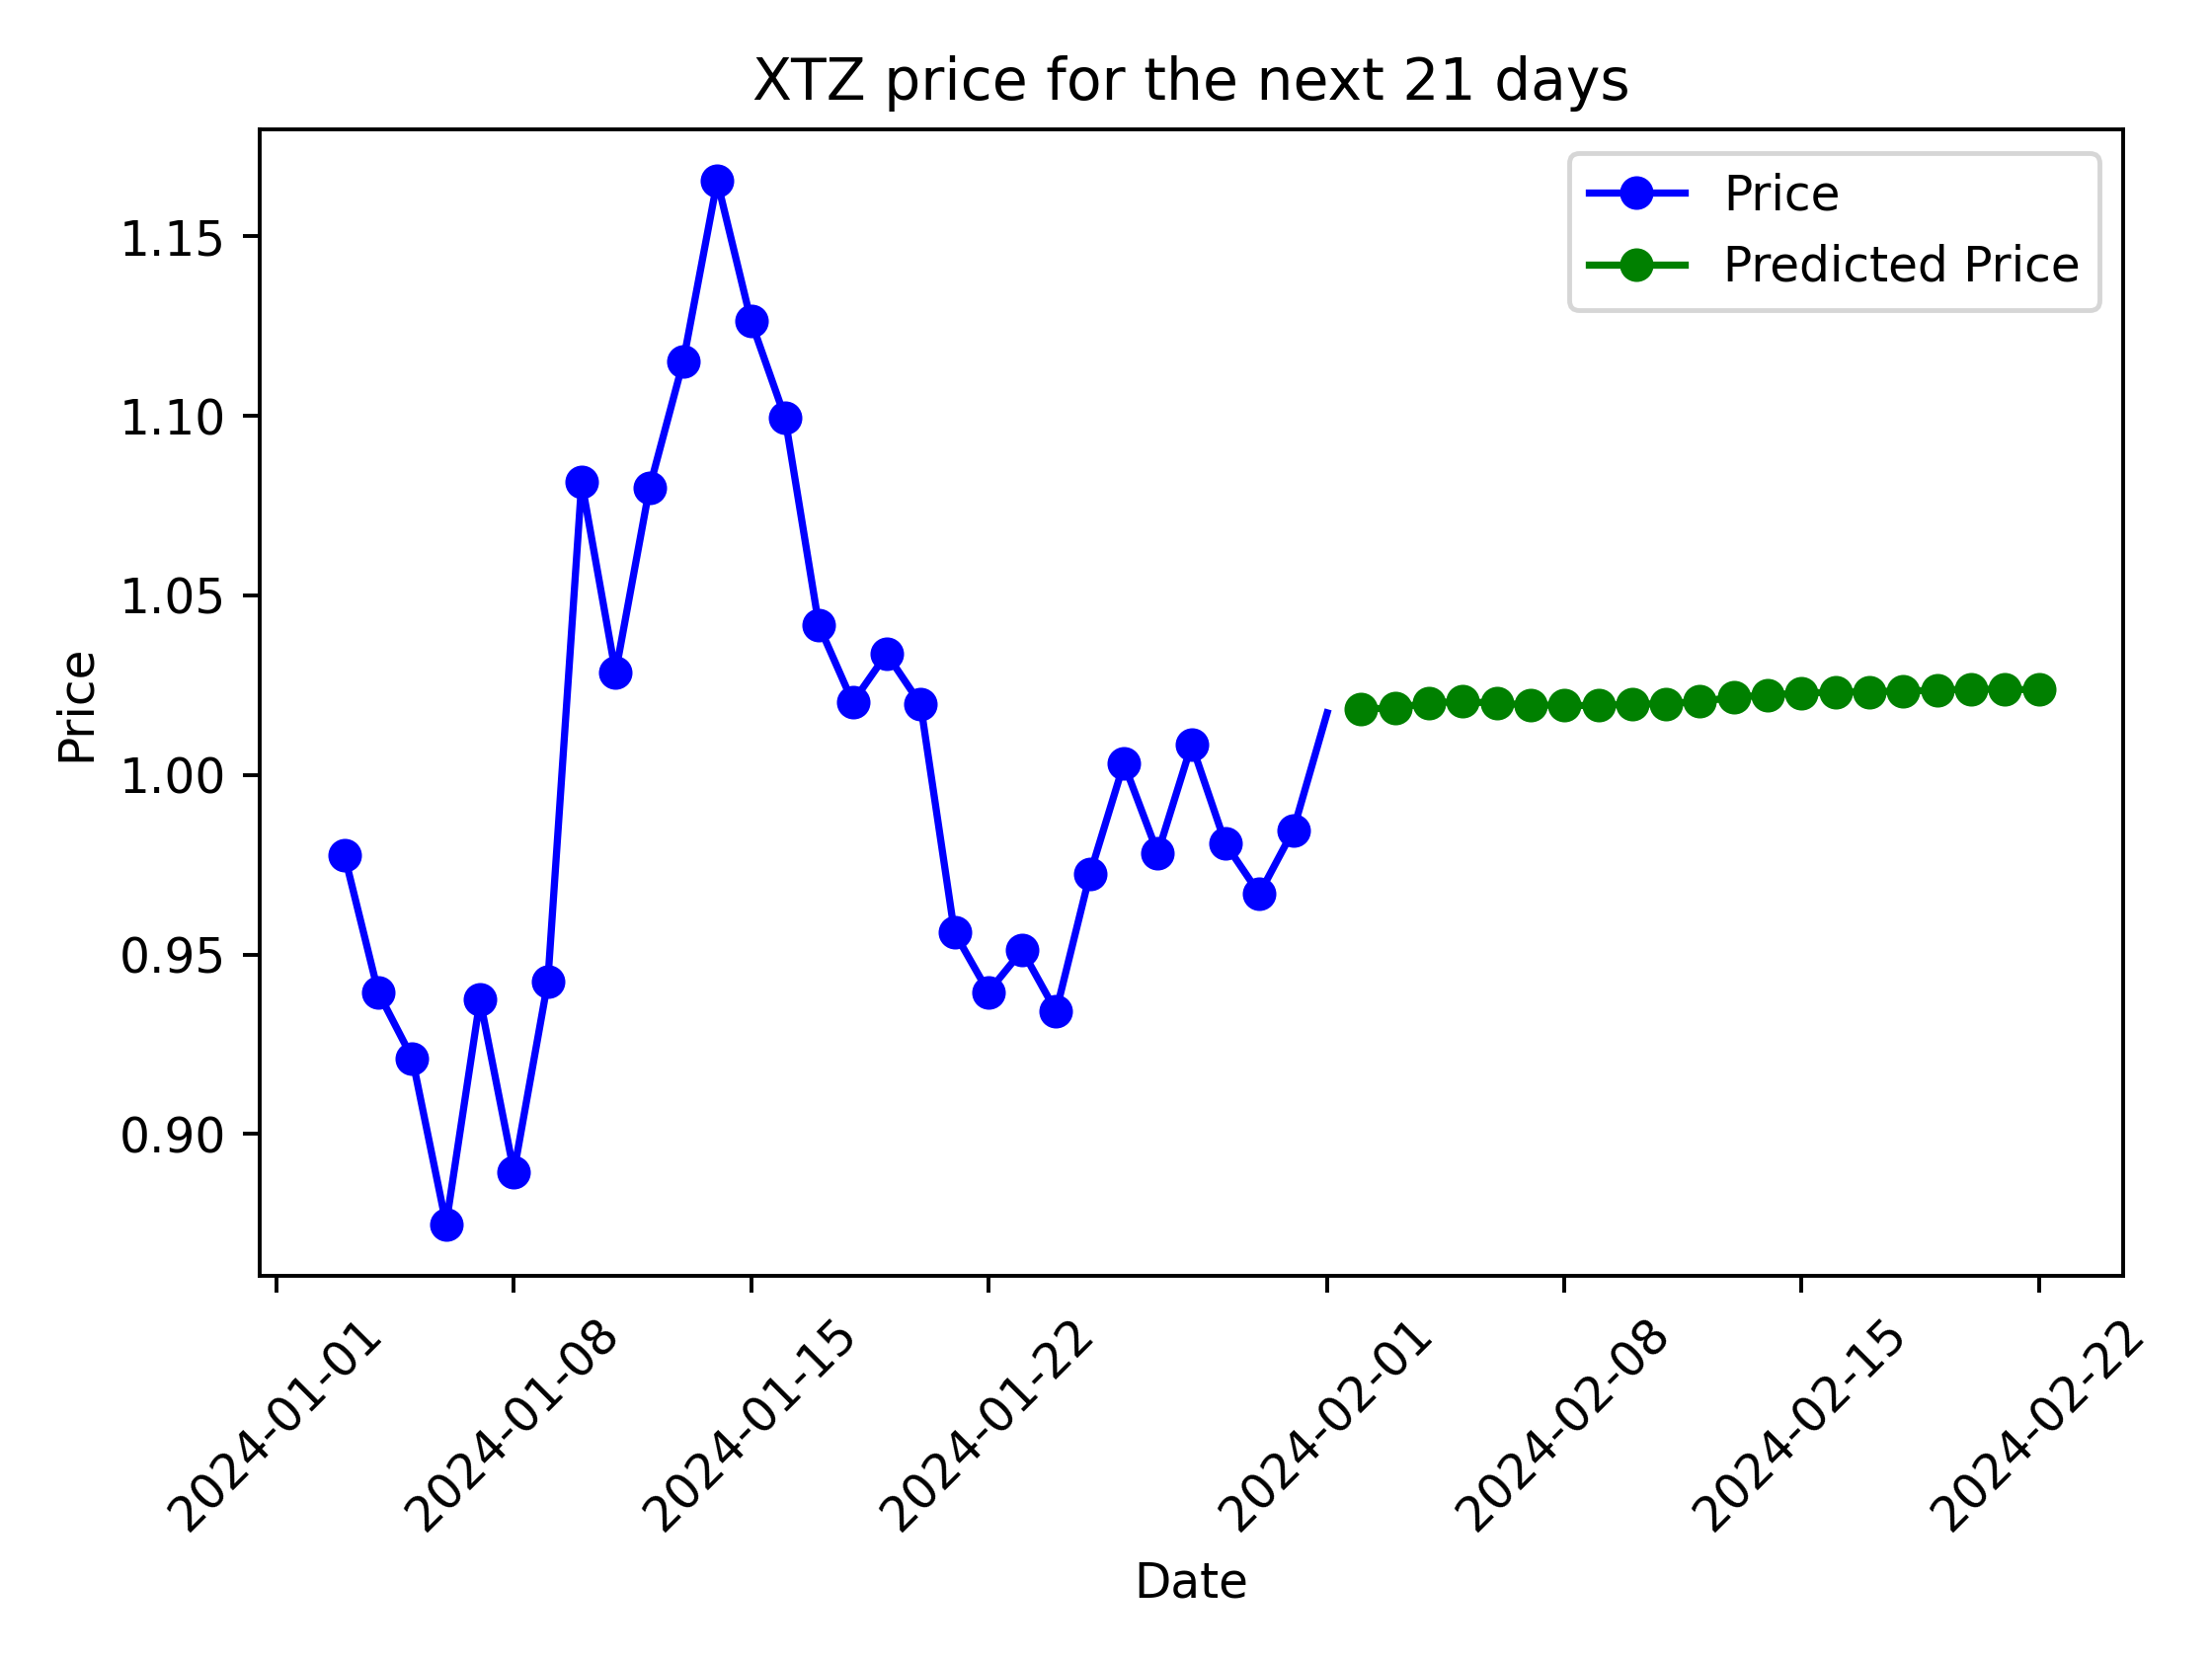 XTZ price for the next 21 days
Price
Predicted Price
1.15
1.10
1.05
1.00
0.95
0.90
Price
2024-01-01
2024-01-08
2024-01-15
2024-01-22
2024-02-01
2024-02-08
2024-02-15
2024-02-22
Date